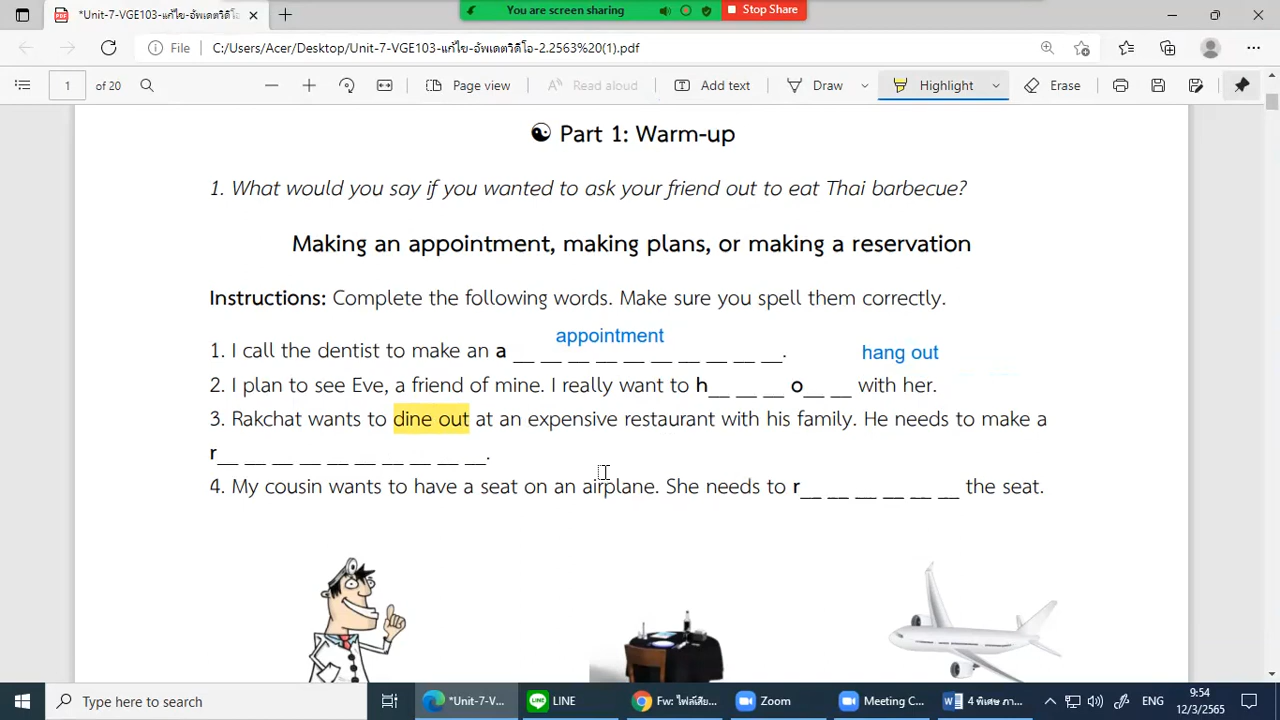 *Unit-7-VGE103-แก้ไข-อัพเดตวิดีโ
You are screen sharing
Stop Share
File
C:/Users/Acer/Desktop/Unit-7-VGE103-แก้ไข-อัพเดตวิดีโอ-2.2563%20(1).pdf
1 of 20
Page view
Read aloud
Add text
Draw
Highlight
Erase
Part 1: Warm-up
1. What would you say if you wanted to ask your friend out to eat Thai barbecue?
Making an appointment, making plans, or making a reservation
Instructions: Complete the following words. Make sure you spell them correctly.
appointment
1. I call the dentist to make an a __ __ __ __ __ __ __ __ __ __.
hang out
2. I plan to see Eve, a friend of mine. I really want to h__ __ __ o__ __ with her.
3. Rakchat wants to dine out at an expensive restaurant with his family. He needs to make a
r__ __ __ __ __ __ __ __ __ __.
4. My cousin wants to have a seat on an airplane. She needs to r__ __ __ __ __ __ the seat.
Type here to search
*Unit-7-V...
LINE
Fw: ไฟล์เสีย...
Zoom
Meeting C...
4 พิเศษ ภา...
ENG
9:54
12/3/2565